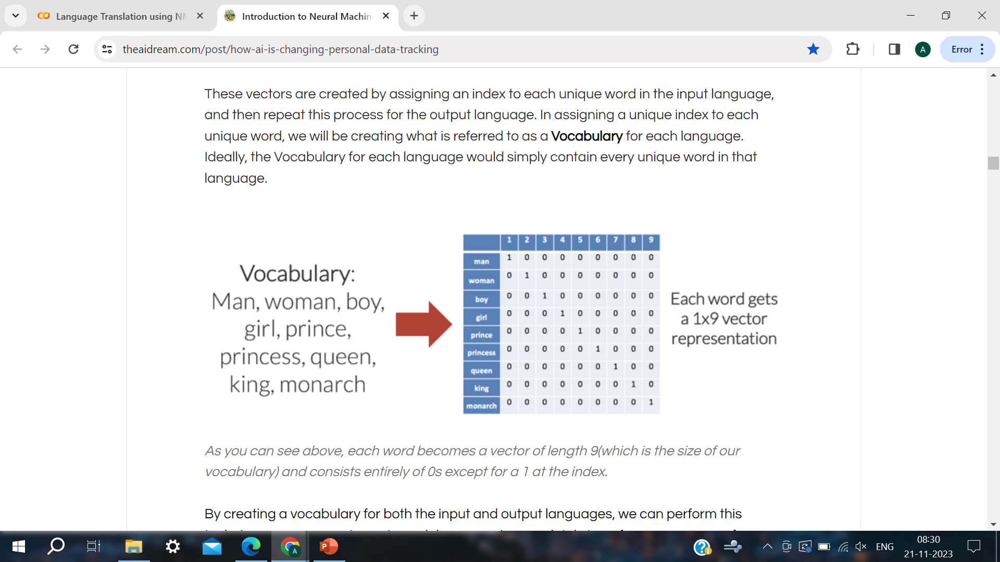 Language Translation using NM
Introduction to Neural Machin
theaidream.com/post/how-ai-is-changing-personal-data-tracking
A
Error
These vectors are created by assigning an index to each unique word in the input language,
and then repeat this process for the output language. In assigning a unique index to each
unique word, we will be creating what is referred to as a Vocabulary for each language.
Ideally, the Vocabulary for each language would simply contain every unique word in that
language.
Vocabulary:
Man, woman, boy,
girl, prince,
princess, queen,
king, monarch
1 2 3 4 5 6 7 8 9
man 1 0 0 0 0 0 0 0 0
woman 0 1 0 0 0 0 0 0 0
boy 0 0 1 0 0 0 0 0 0
girl 0 0 0 1 0 0 0 0 0
prince 0 0 0 0 1 0 0 0 0
princess 0 0 0 0 0 1 0 0 0
queen 0 0 0 0 0 0 1 0 0
king 0 0 0 0 0 0 0 1 0
monarch 0 0 0 0 0 0 0 0 1
Each word gets
a 1x9 vector
representation
As you can see above, each word becomes a vector of length 9(which is the size of our
vocabulary) and consists entirely of 0s except for a 1 at the index.
By creating a vocabulary for both the input and output languages, we can perform this
A
P
ENG
08:30
21-11-2023